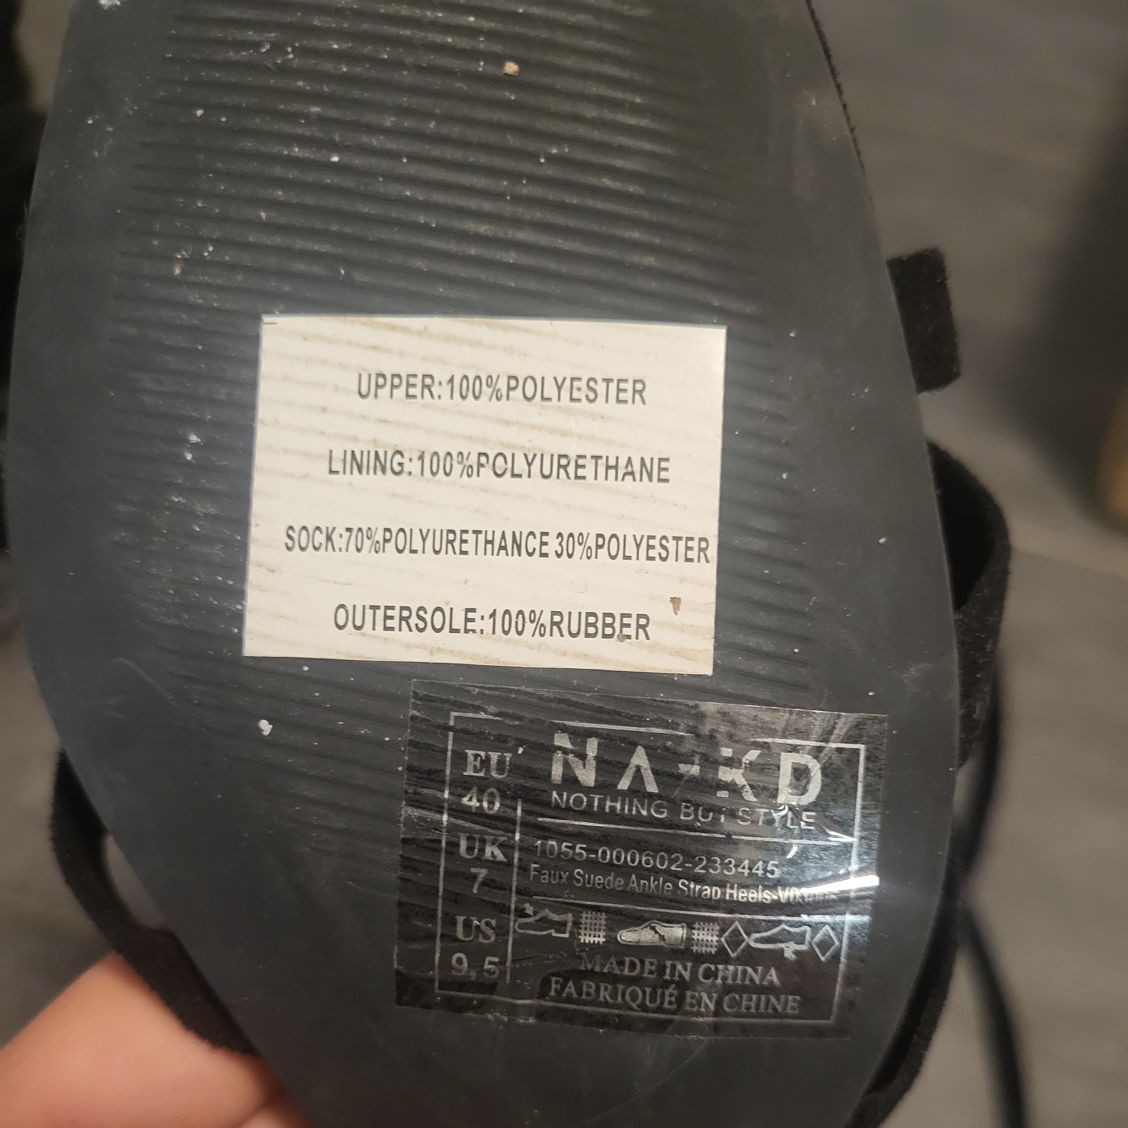 UPPER:100%POLYESTER
LINING:100%POLYURETHANE
SOCK:70%POLYURETHANCE 30%POLYESTER
OUTERSOLE:100%RUBBER
EU
40
UK
7
US
9,5
NA-KD
NOTHING BUT STYLE
1055-000602-233445
Faux Suede Ankle Strap Heels
MADE IN CHINA
FABRIQUÉ EN CHINE